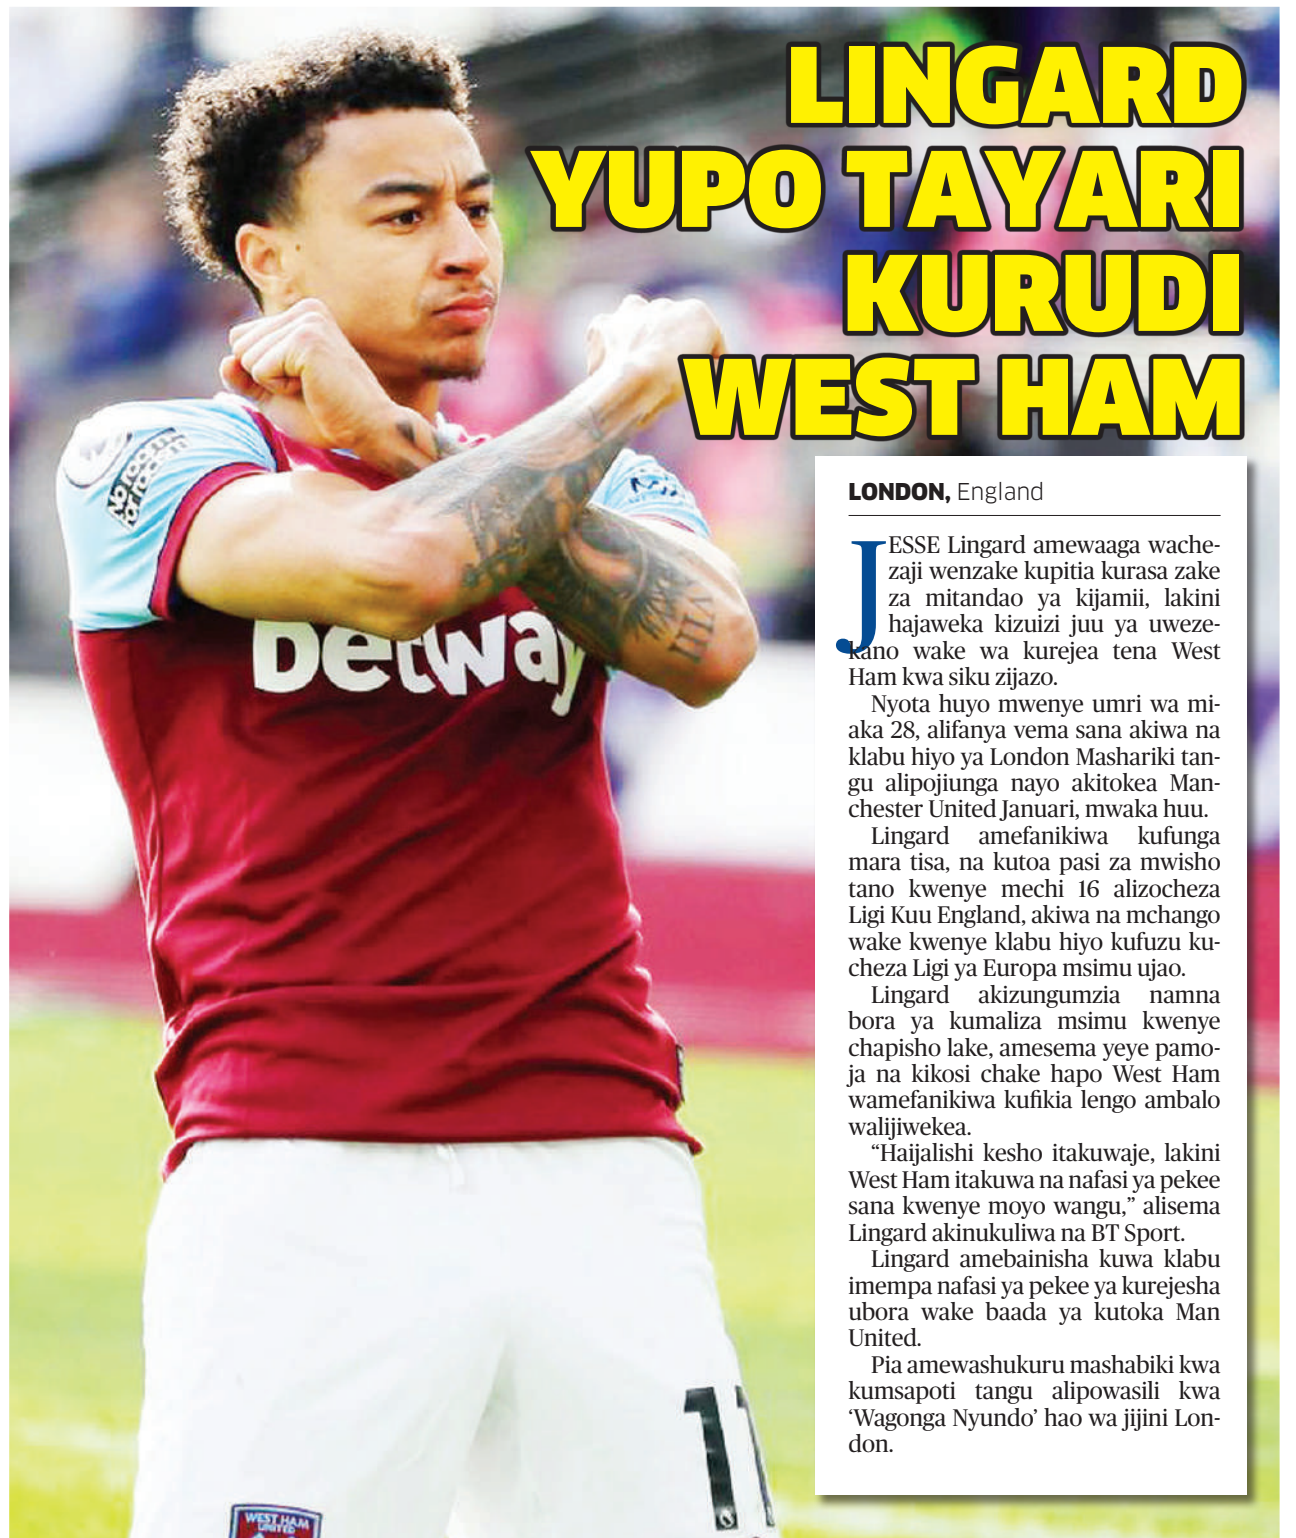 LINGARD
YUPO TAYARI
KURUDI
WEST HAM
LONDON, England
JESSE Lingard amewaaga wache-
zaji wenzake kupitia kurasa zake
za mitandao ya kijamii, lakini
hajaweka kizuizi juu ya uweze-
kano wake wa kurejea tena West
Ham kwa siku zijazo.
Nyota huyo mwenye umri wa mi-
aka 28, alifanya vema sana akiwa na
klabu hiyo ya London Mashariki tan-
gu alipojiunga nayo akitokea Man-
chester United Januari, mwaka huu.
Lingard amefanikiwa kufunga
mara tisa, na kutoa pasi za mwisho
tano kwenye mechi 16 alizocheza
Ligi Kuu England, akiwa na mchango
wake kwenye klabu hiyo kufuzu ku-
cheza Ligi ya Europa msimu ujao.
Lingard akizungumzia namna
bora ya kumaliza msimu kwenye
chapisho lake, amesema yeye pamo-
ja na kikosi chake hapo West Ham
wamefanikiwa kufikia lengo ambalo
walijiwekea.
“Haijalishi kesho itakuwaje, lakini
West Ham itakuwa na nafasi ya pekee
sana kwenye moyo wangu,” alisema
Lingard akinukuliwa na BT Sport.
Lingard amebainisha kuwa klabu
imempa nafasi ya pekee ya kurejesha
ubora wake baada ya kutoka Man
United.
Pia amewashukuru mashabiki kwa
kumsapoti tangu alipowasili kwa
‘Wagonga Nyundo’ hao wa jijini Lon-
don.
No room
for racism
betway
VIII
11
WEST HAM
UNITED